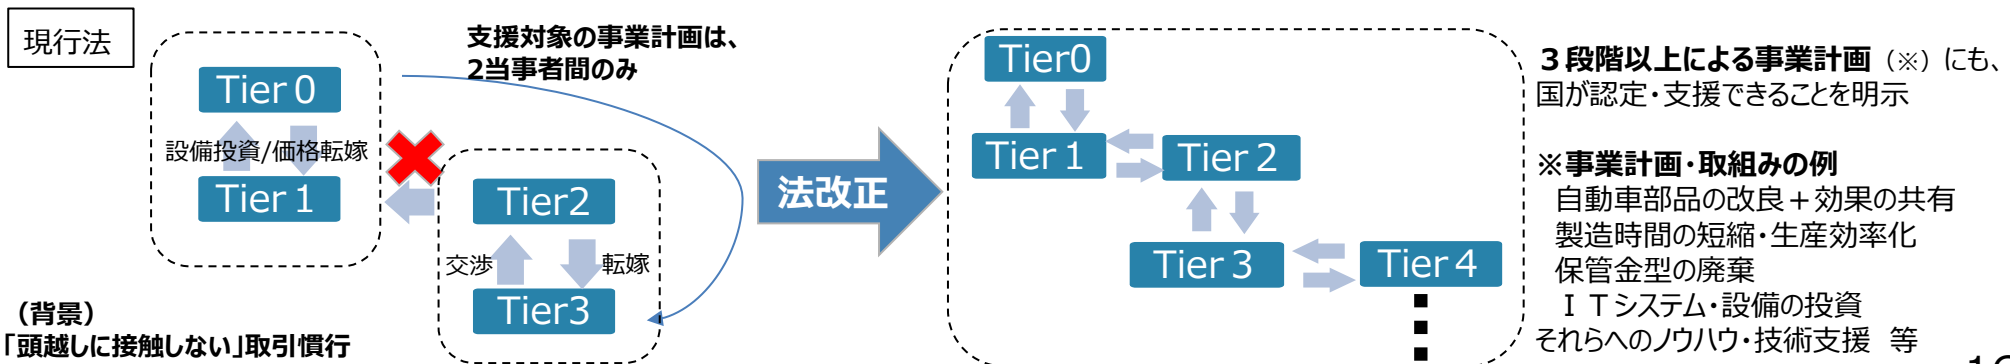 現行法
支援対象の事業計画は、
2当事者間のみ
Tier 0
設備投資/価格転嫁
Tier 1
Tier2
交渉
転嫁
Tier3
(背景)
「頭越しに接触しない」取引慣行
法改正
Tier0
Tier 1
Tier 2
Tier 3
Tier 4
３段階以上による事業計画（※）にも、
国が認定・支援できることを明示
※事業計画・取組みの例
自動車部品の改良＋効果の共有
製造時間の短縮・生産効率化
保管金型の廃棄
ＩＴシステム・設備の投資
それらへのノウハウ・技術支援 等